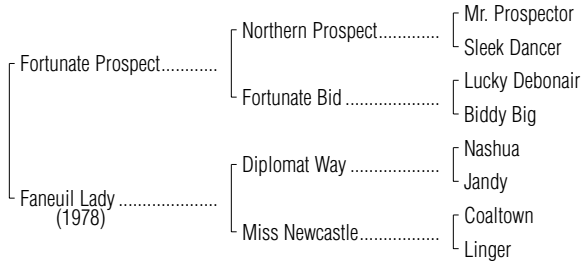 Mr. Prospector
Northern Prospect.............
Sleek Dancer
Fortunate Prospect............
Lucky Debonair
Fortunate Bid ....................
Biddy Big
Nashua
Diplomat Way ...................
Jandy
Faneuil Lady .....................
(1978)
Coaltown
Miss Newcastle.................
Linger